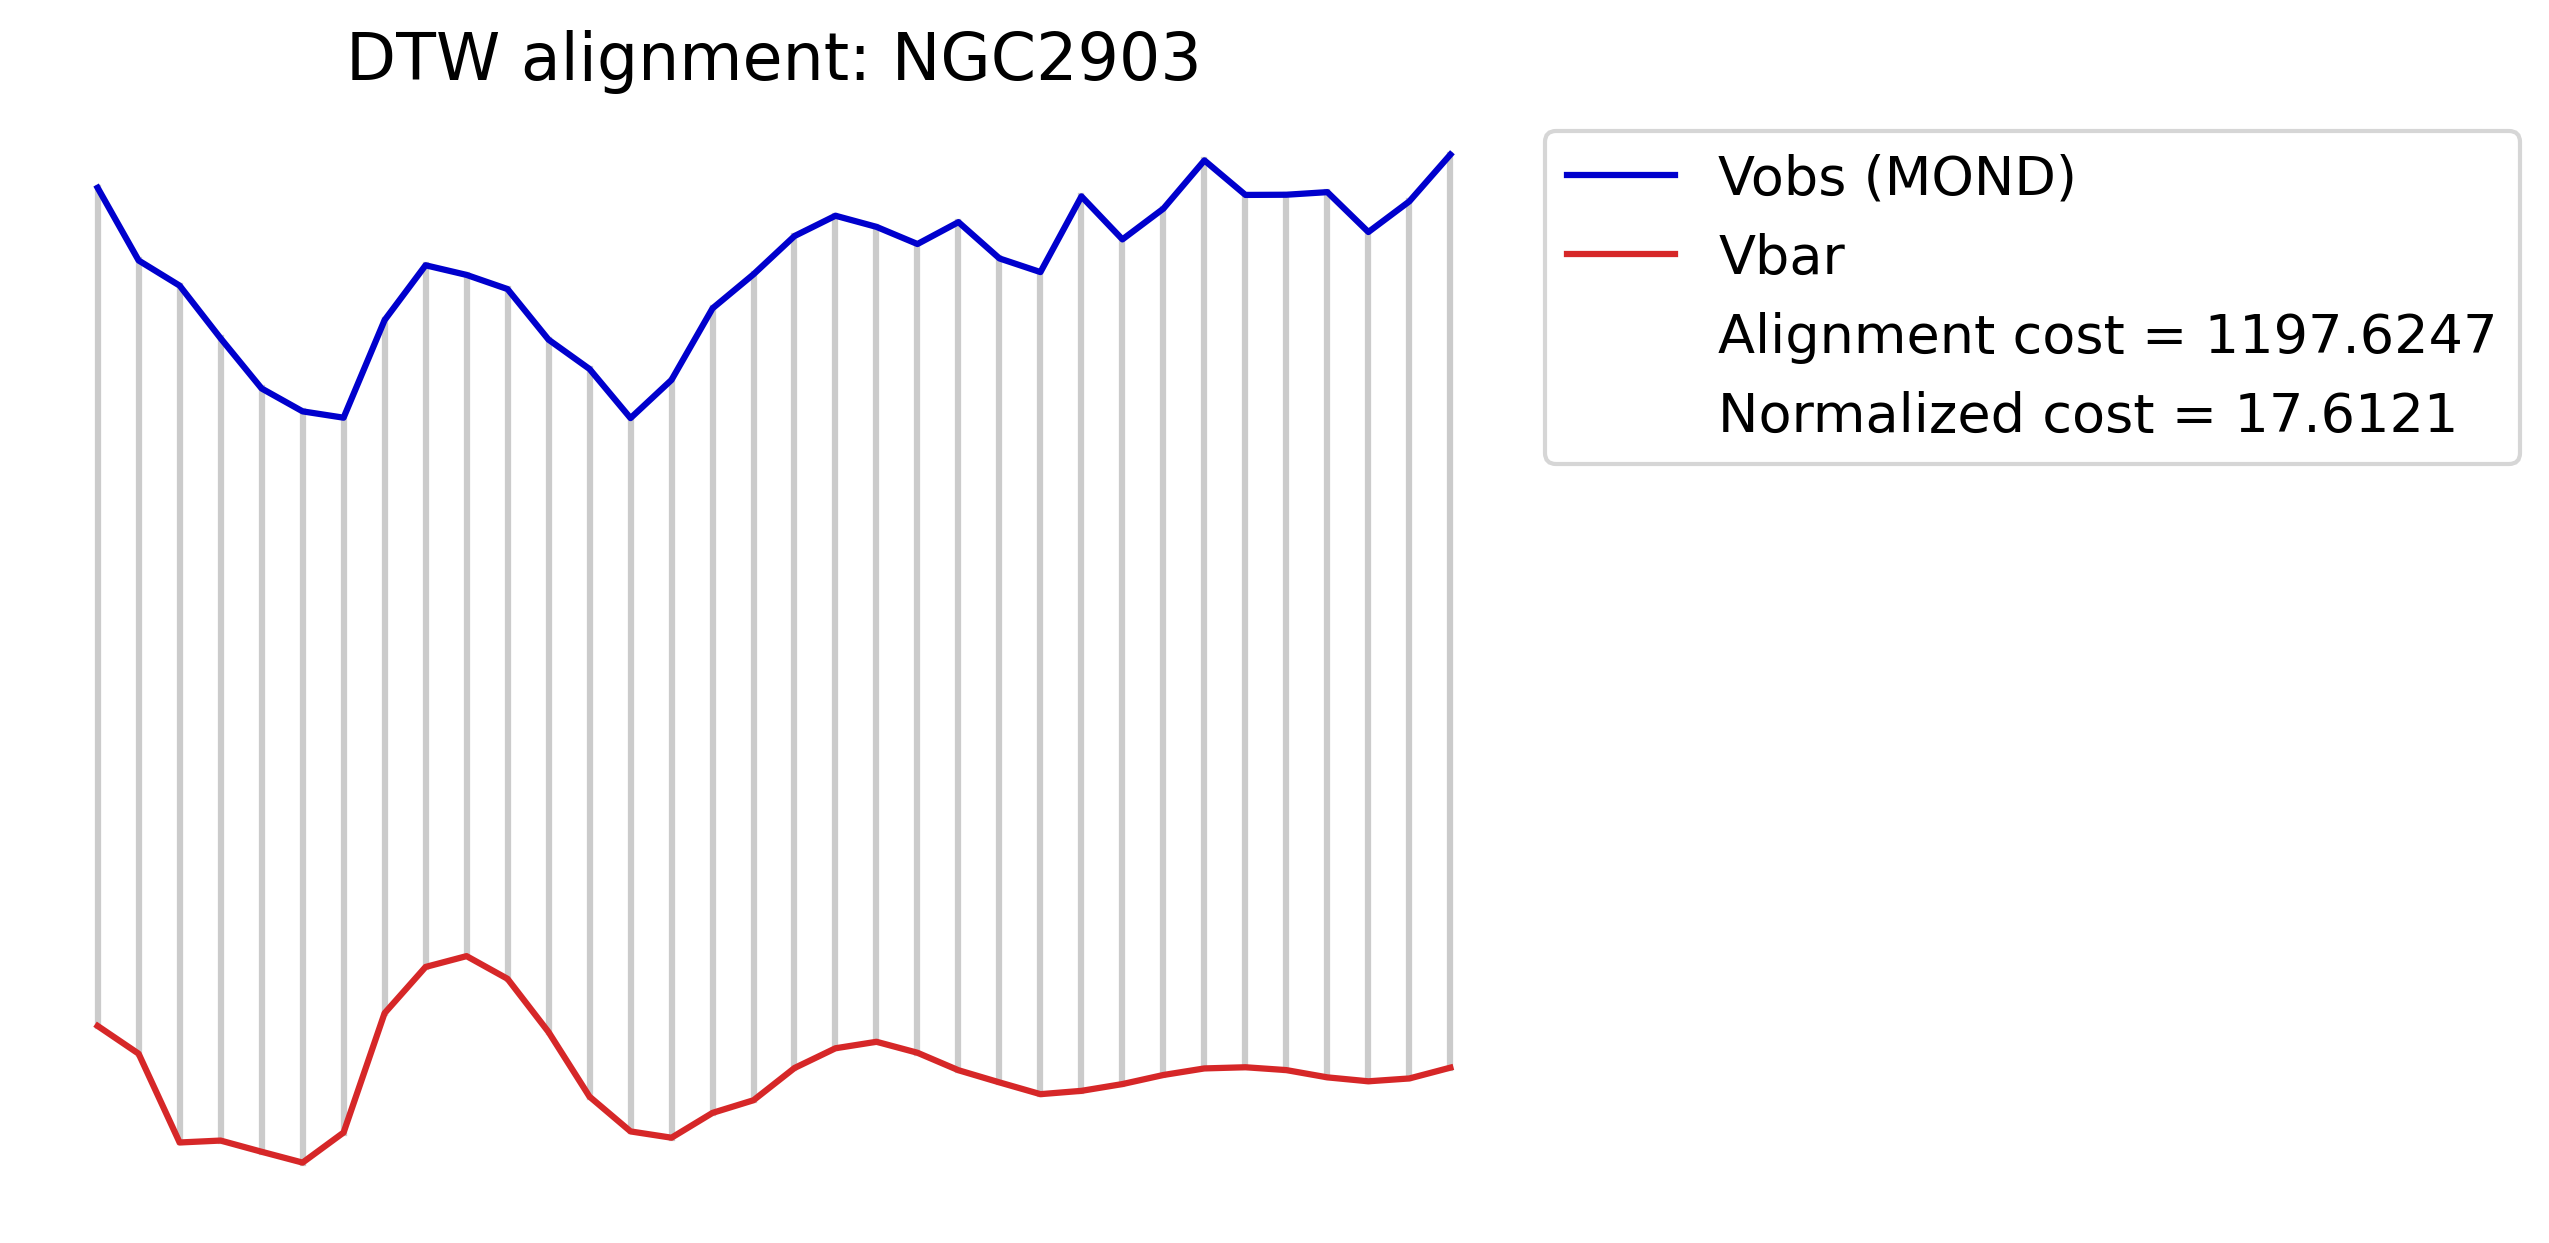 DTW alignment: NGC2903
Vobs (MOND)
Vbar
Alignment cost = 1197.6247
Normalized cost = 17.6121